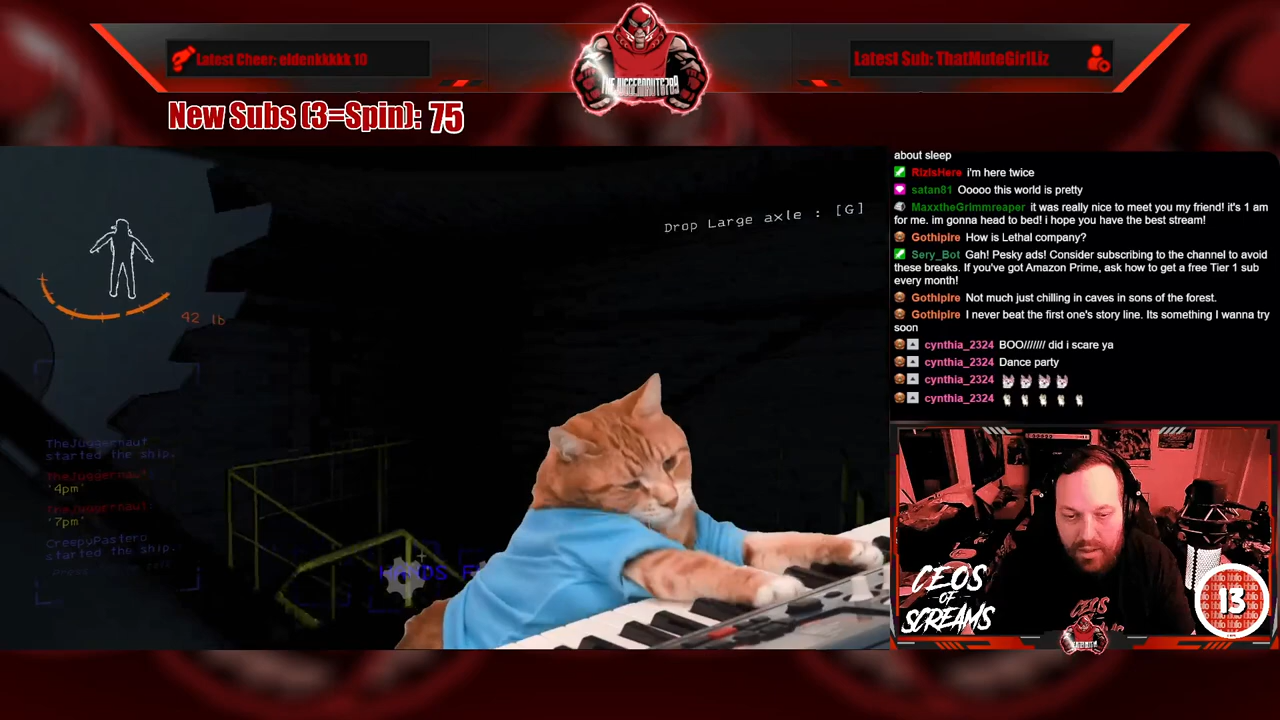 Latest Cheer: eldenkkkkk 10
THEJUGGERNAUT6789
Latest Sub: ThatMuteGirlLiz
New Subs (3=Spin): 75
Drop Large axle : [G]
42 lb
TheJuggernaut
started the ship.
TheJuggernaut:
'4pm'
TheJuggernaut:
'7pm'
CreepyPastero
started the ship.
about sleep
RizIsHere i'm here twice
satan81 Ooooo this world is pretty
MaxxtheGrimmreaper it was really nice to meet you my friend! it's 1 am
for me. im gonna head to bed! i hope you have the best stream!
Gothipire How is Lethal company?
Sery_Bot Gah! Pesky ads! Consider subscribing to the channel to avoid
these breaks. If you've got Amazon Prime, ask how to get a free Tier 1 sub
every month!
Gothipire Not much just chilling in caves in sons of the forest.
Gothipire I never beat the first one's story line. Its something I wanna try
soon
cynthia_2324 BOO/////// did i scare ya
cynthia_2324 Dance party
cynthia_2324
cynthia_2324
CEOS
OF
SCREAMS
13